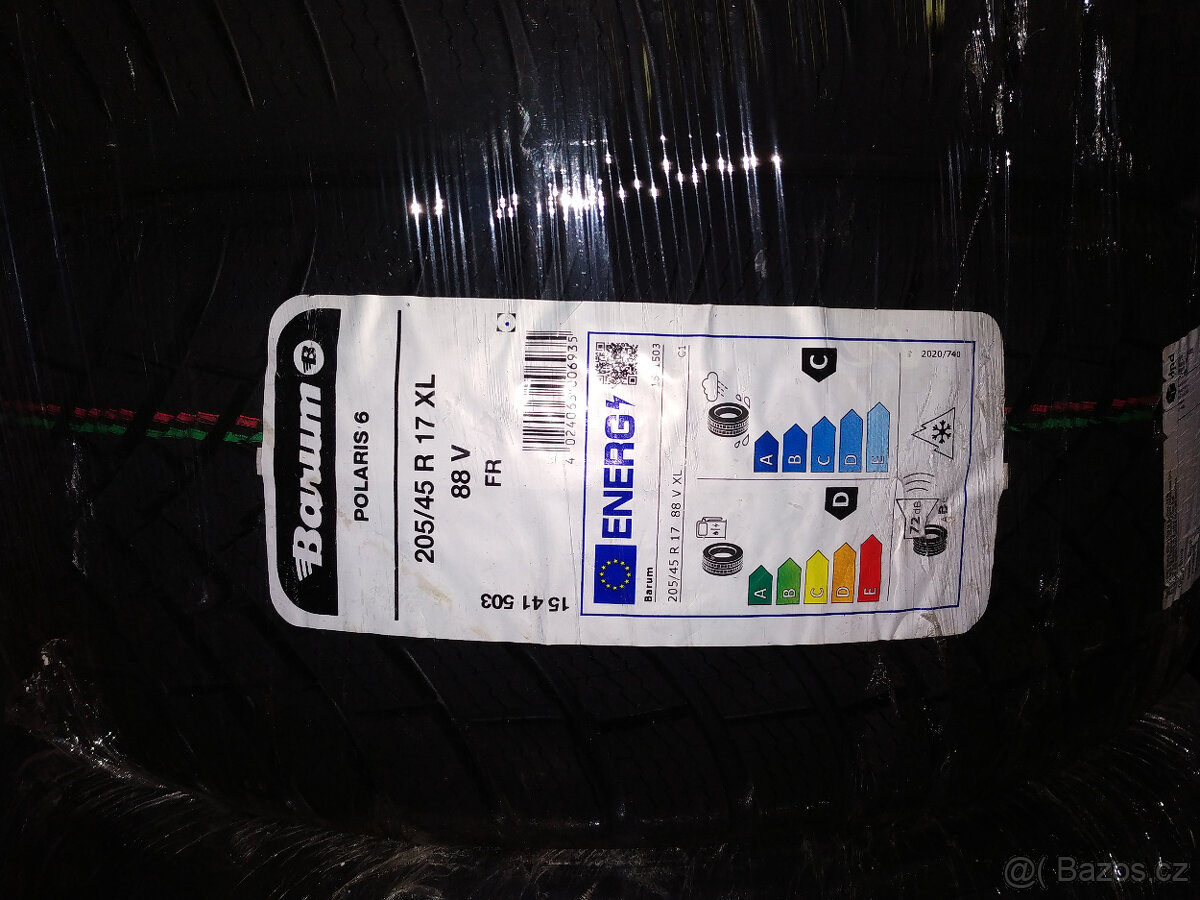 Barum B
POLARIS 6
205/45 R 17 XL
88 V
FR
15 41 503
ENERG
Barum
205/45 R 17 88 V XL
C1
A
B
C
D
E
D
A
B
C
D
E
C
72 dB
A B
2020/740
@( Bazos.cz